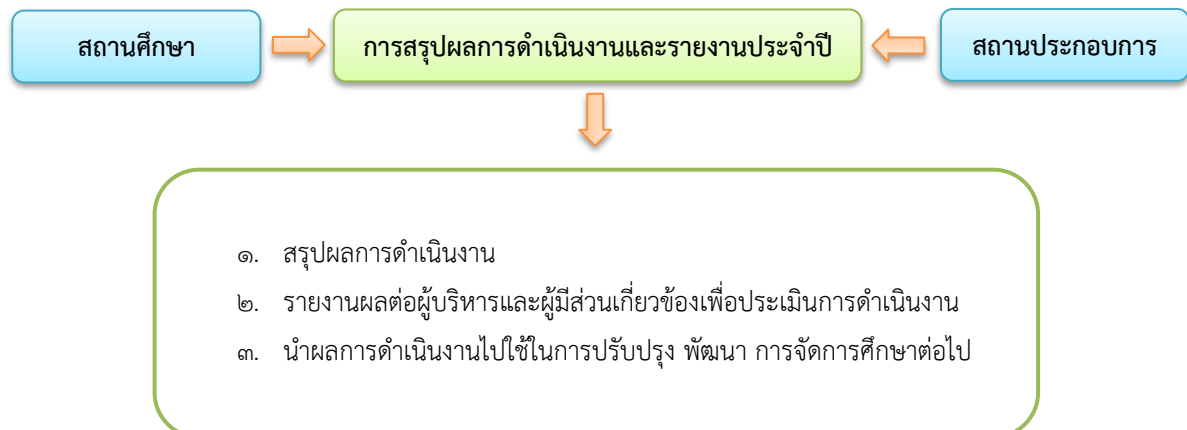 สถานศึกษา
การสรุปผลการดำเนินงานและรายงานประจำปี
สถานประกอบการ
๑. สรุปผลการดำเนินงาน
๒. รายงานผลต่อผู้บริหารและผู้มีส่วนเกี่ยวข้องเพื่อประเมินการดำเนินงาน
๓. นำผลการดำเนินงานไปใช้ในการปรับปรุง พัฒนา การจัดการศึกษาต่อไป